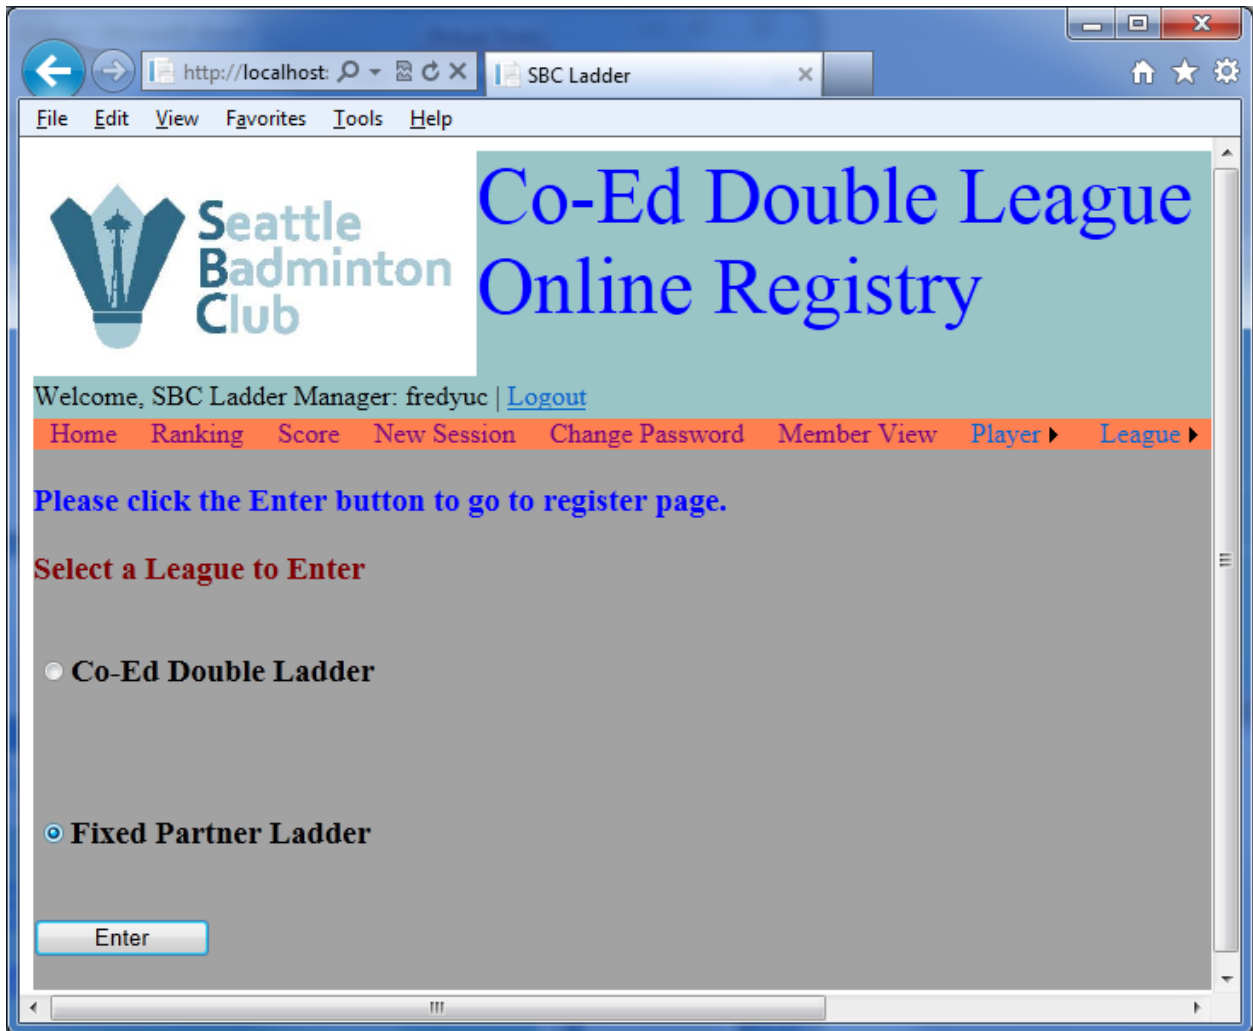 http://localhost:
SBC Ladder
File Edit View Favorites Tools Help
Seattle
Badminton
Club
Co-Ed Double League
Online Registry
Welcome, SBC Ladder Manager: fredyuc | Logout
Home Ranking Score New Session Change Password Member View Player League
Please click the Enter button to go to register page.
Select a League to Enter
Co-Ed Double Ladder
Fixed Partner Ladder
Enter